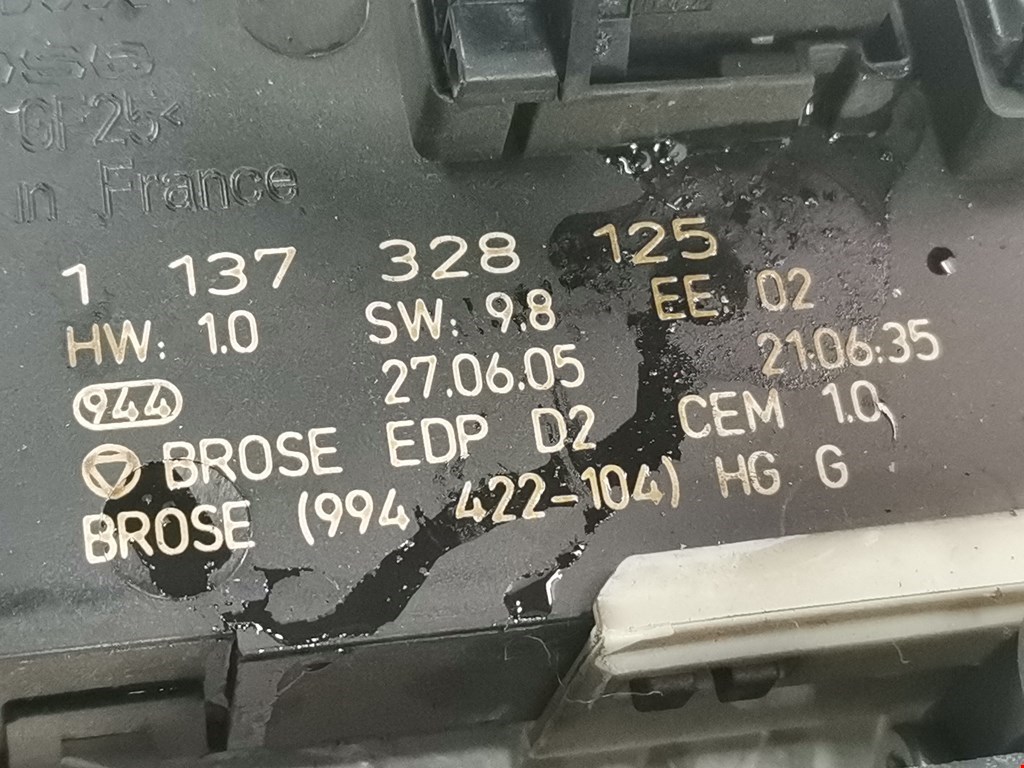 GF25<
in France
1 137 328 125
HW: 1.0 SW: 9.8 EE. 02
944 27.06.05 21:06:35
BROSE EDP D2 CEM 1.0
BROSE (994 422-104) HG G